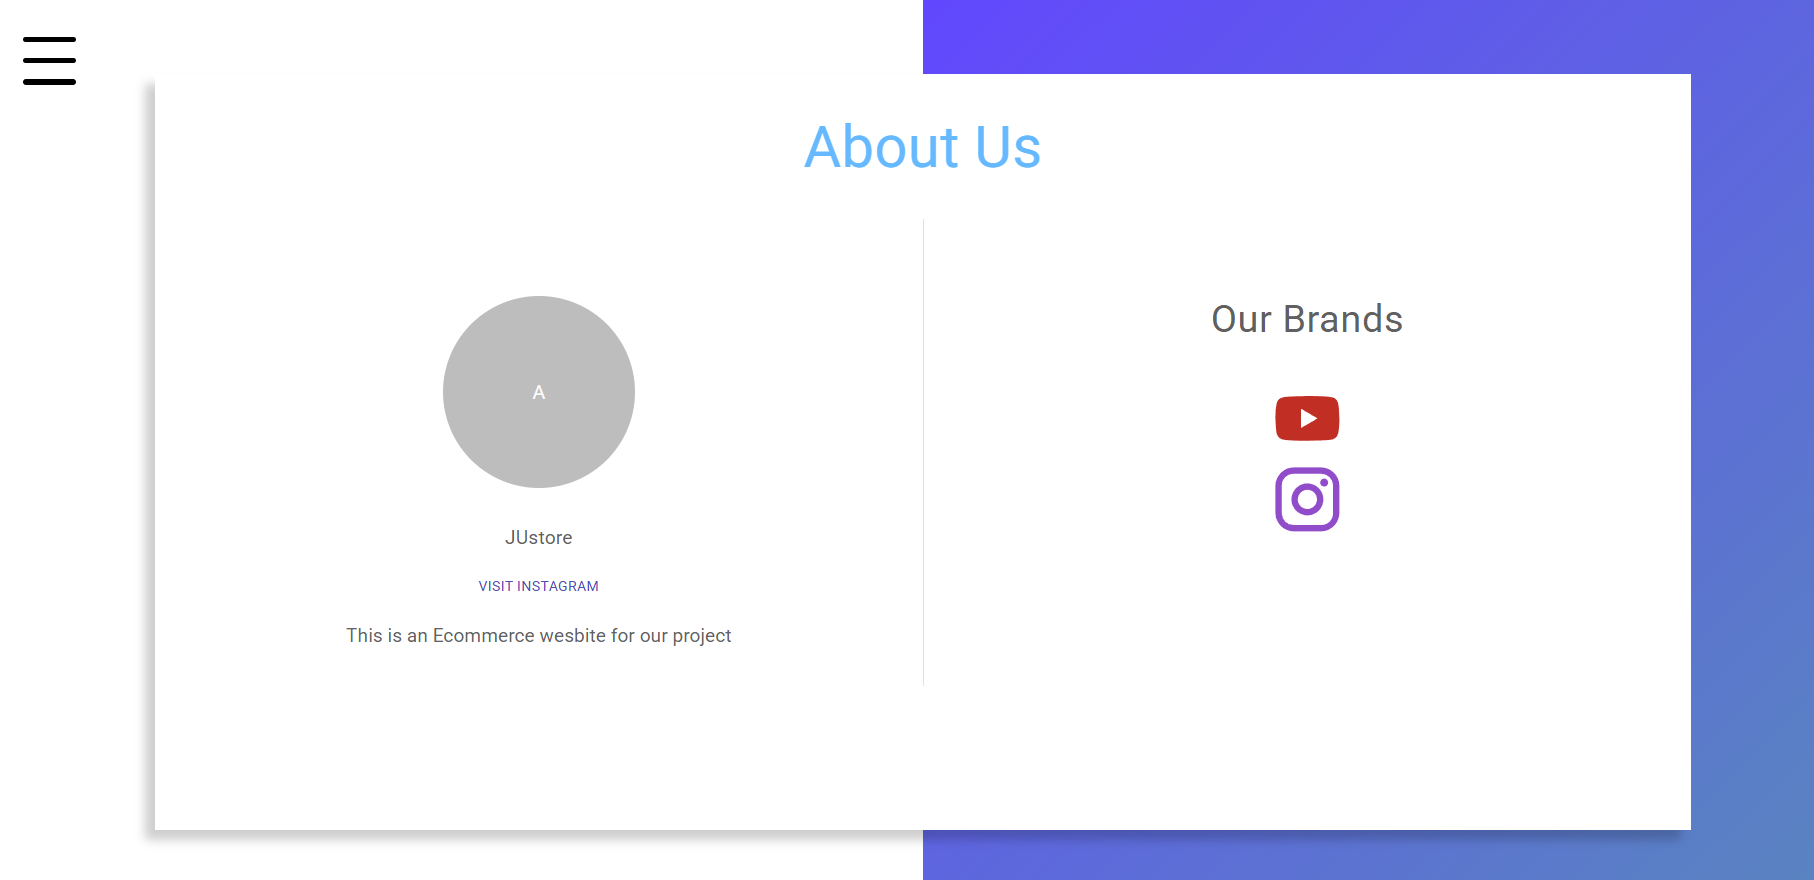 About Us
A
JUstore
VISIT INSTAGRAM
This is an Ecommerce wesbite for our project
Our Brands